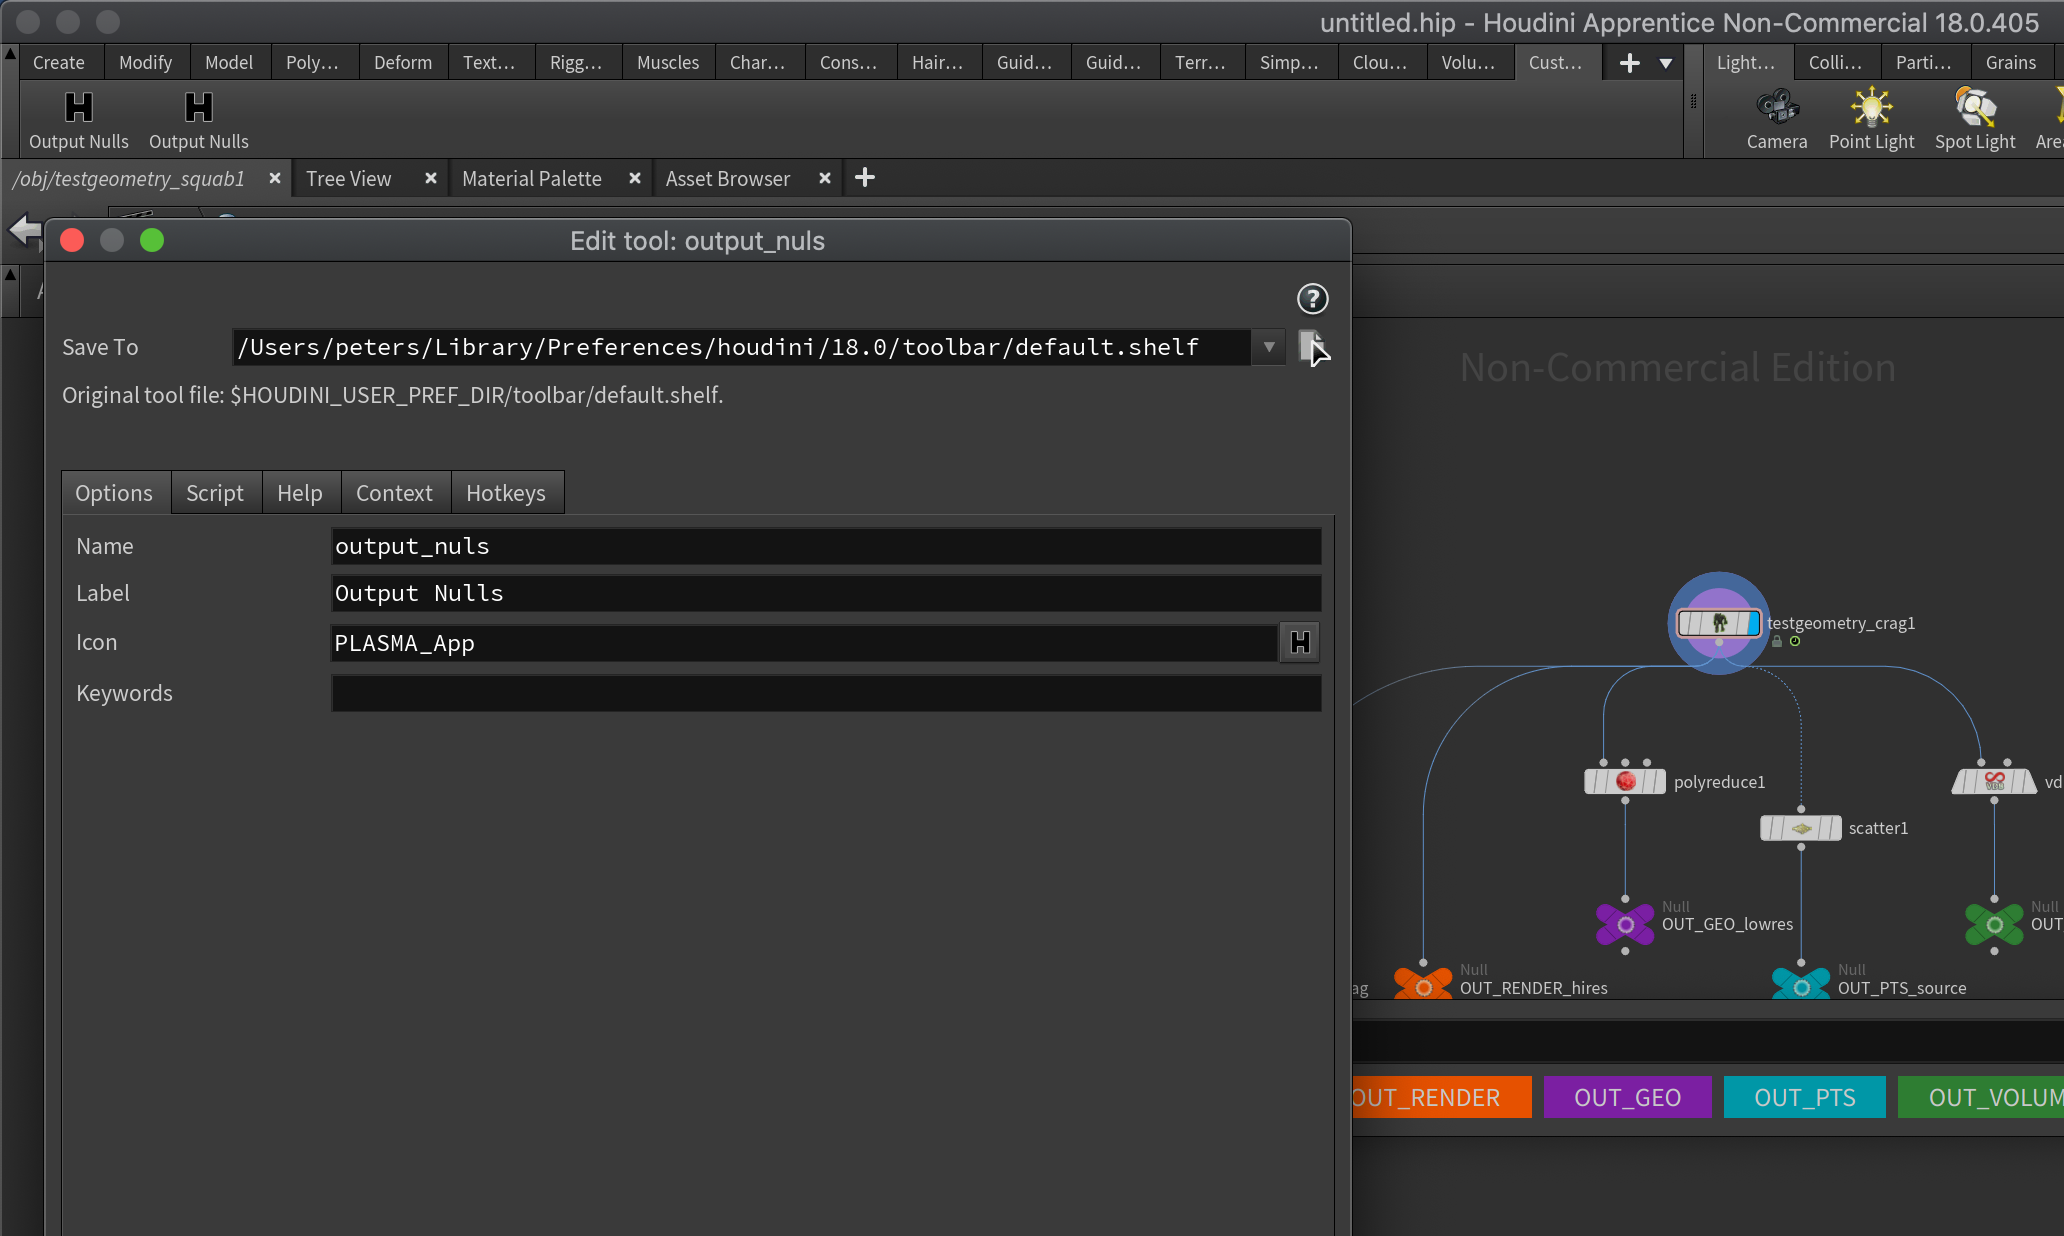 untitled.hip - Houdini Apprentice Non-Commercial 18.0.405
Create Modify Model Poly... Deform Text... Rigg... Muscles Char... Cons... Hair... Guid... Guid... Terr... Simp... Clou... Volu... Cust... Light... Colli... Parti... Grains
Output Nulls Output Nulls Camera Point Light Spot Light
/obj/testgeometry_squab1 Tree View Material Palette Asset Browser
Edit tool: output_nuls
Save To /Users/peters/Library/Preferences/houdini/18.0/toolbar/default.shelf
Original tool file: $HOUDINI_USER_PREF_DIR/toolbar/default.shelf.
Options Script Help Context Hotkeys
Name output_nuls
Label Output Nulls
Icon PLASMA_App
Keywords
Non-Commercial Edition
testgeometry_crag1
polyreduce1
vd
scatter1
Null
OUT_GEO_lowres
Null
OUT
Null
OUT_RENDER_hires
Null
OUT_PTS_source
ag
OUT_RENDER OUT_GEO OUT_PTS OUT_VOLUM